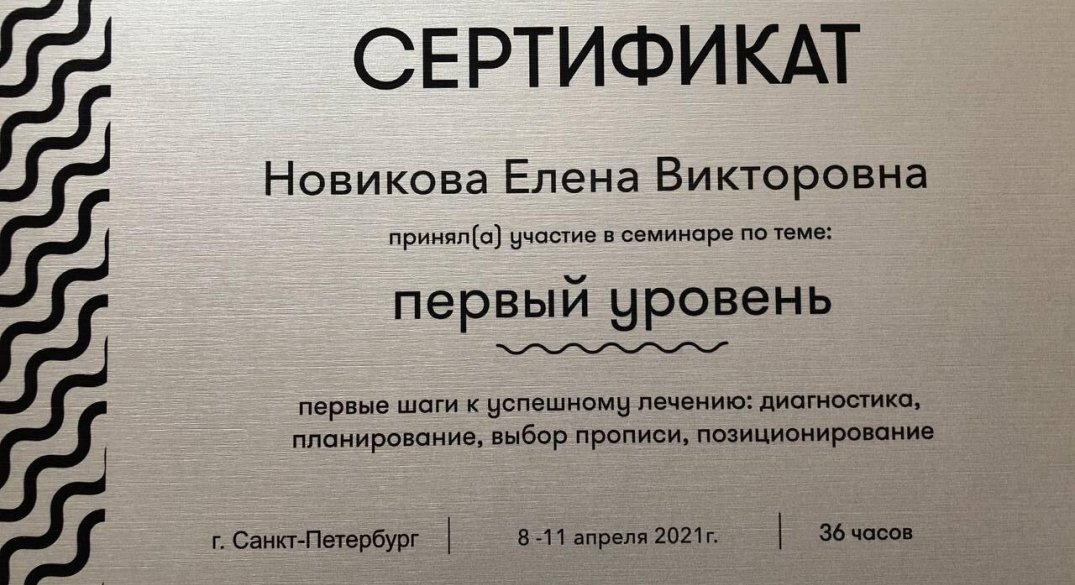 СЕРТИФИКАТ
Новикова Елена Викторовна
принял(а) участие в семинаре по теме:
первый уровень
первые шаги к успешному лечению: диагностика,
планирование, выбор прописи, позиционирование
г. Санкт-Петербург | 8 -11 апреля 2021г. | 36 часов